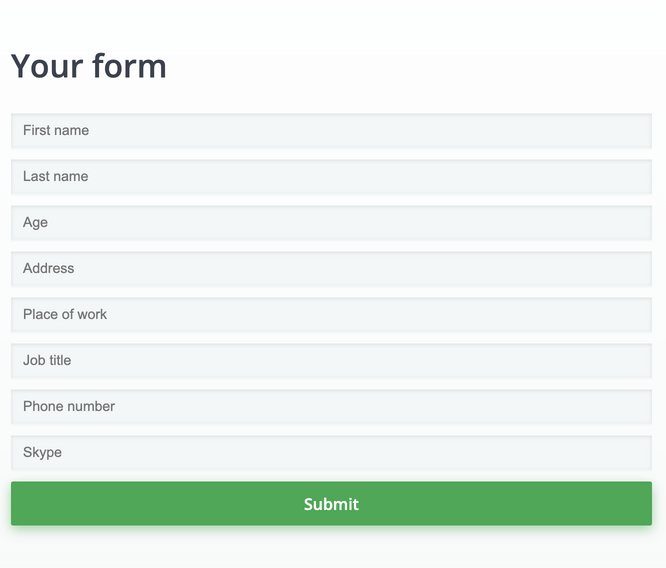 Your form
First name
Last name
Age
Address
Place of work
Job title
Phone number
Skype
Submit